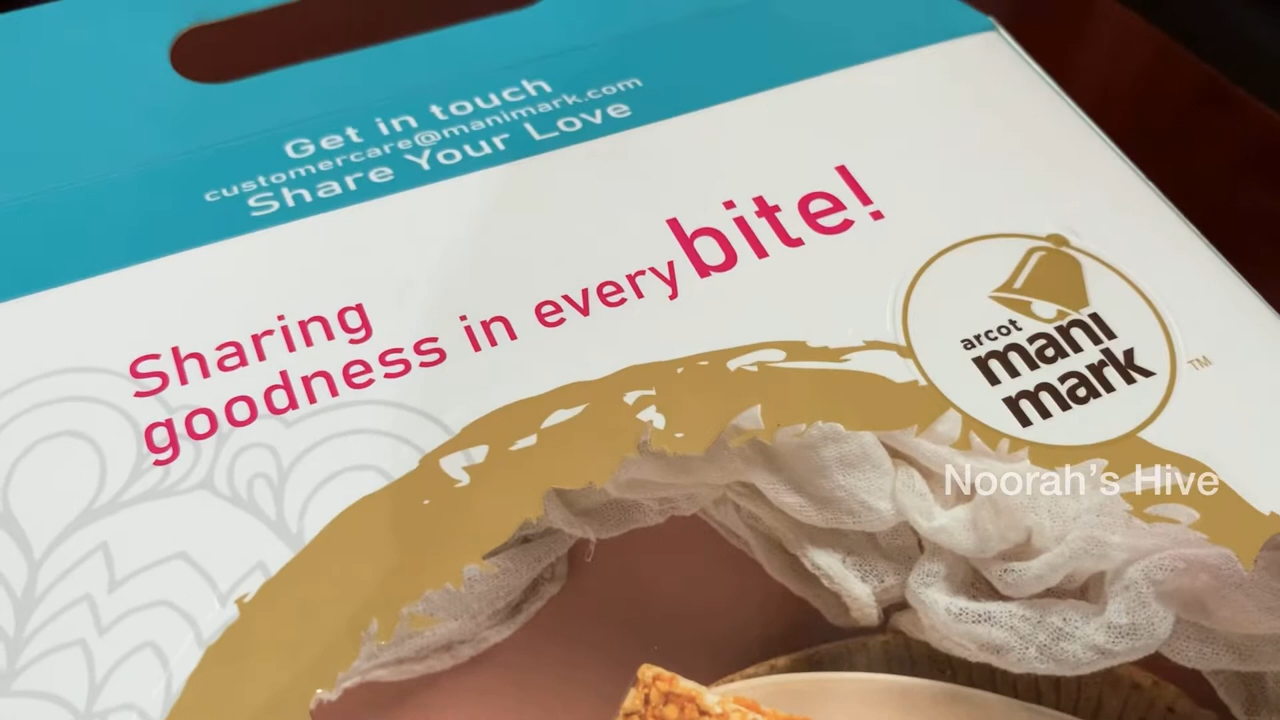 Get in touch
customercare@manimark.com
Share Your Love
Sharing
goodness in every bite!
arcot
mani
mark
TM
Noorah's Hive